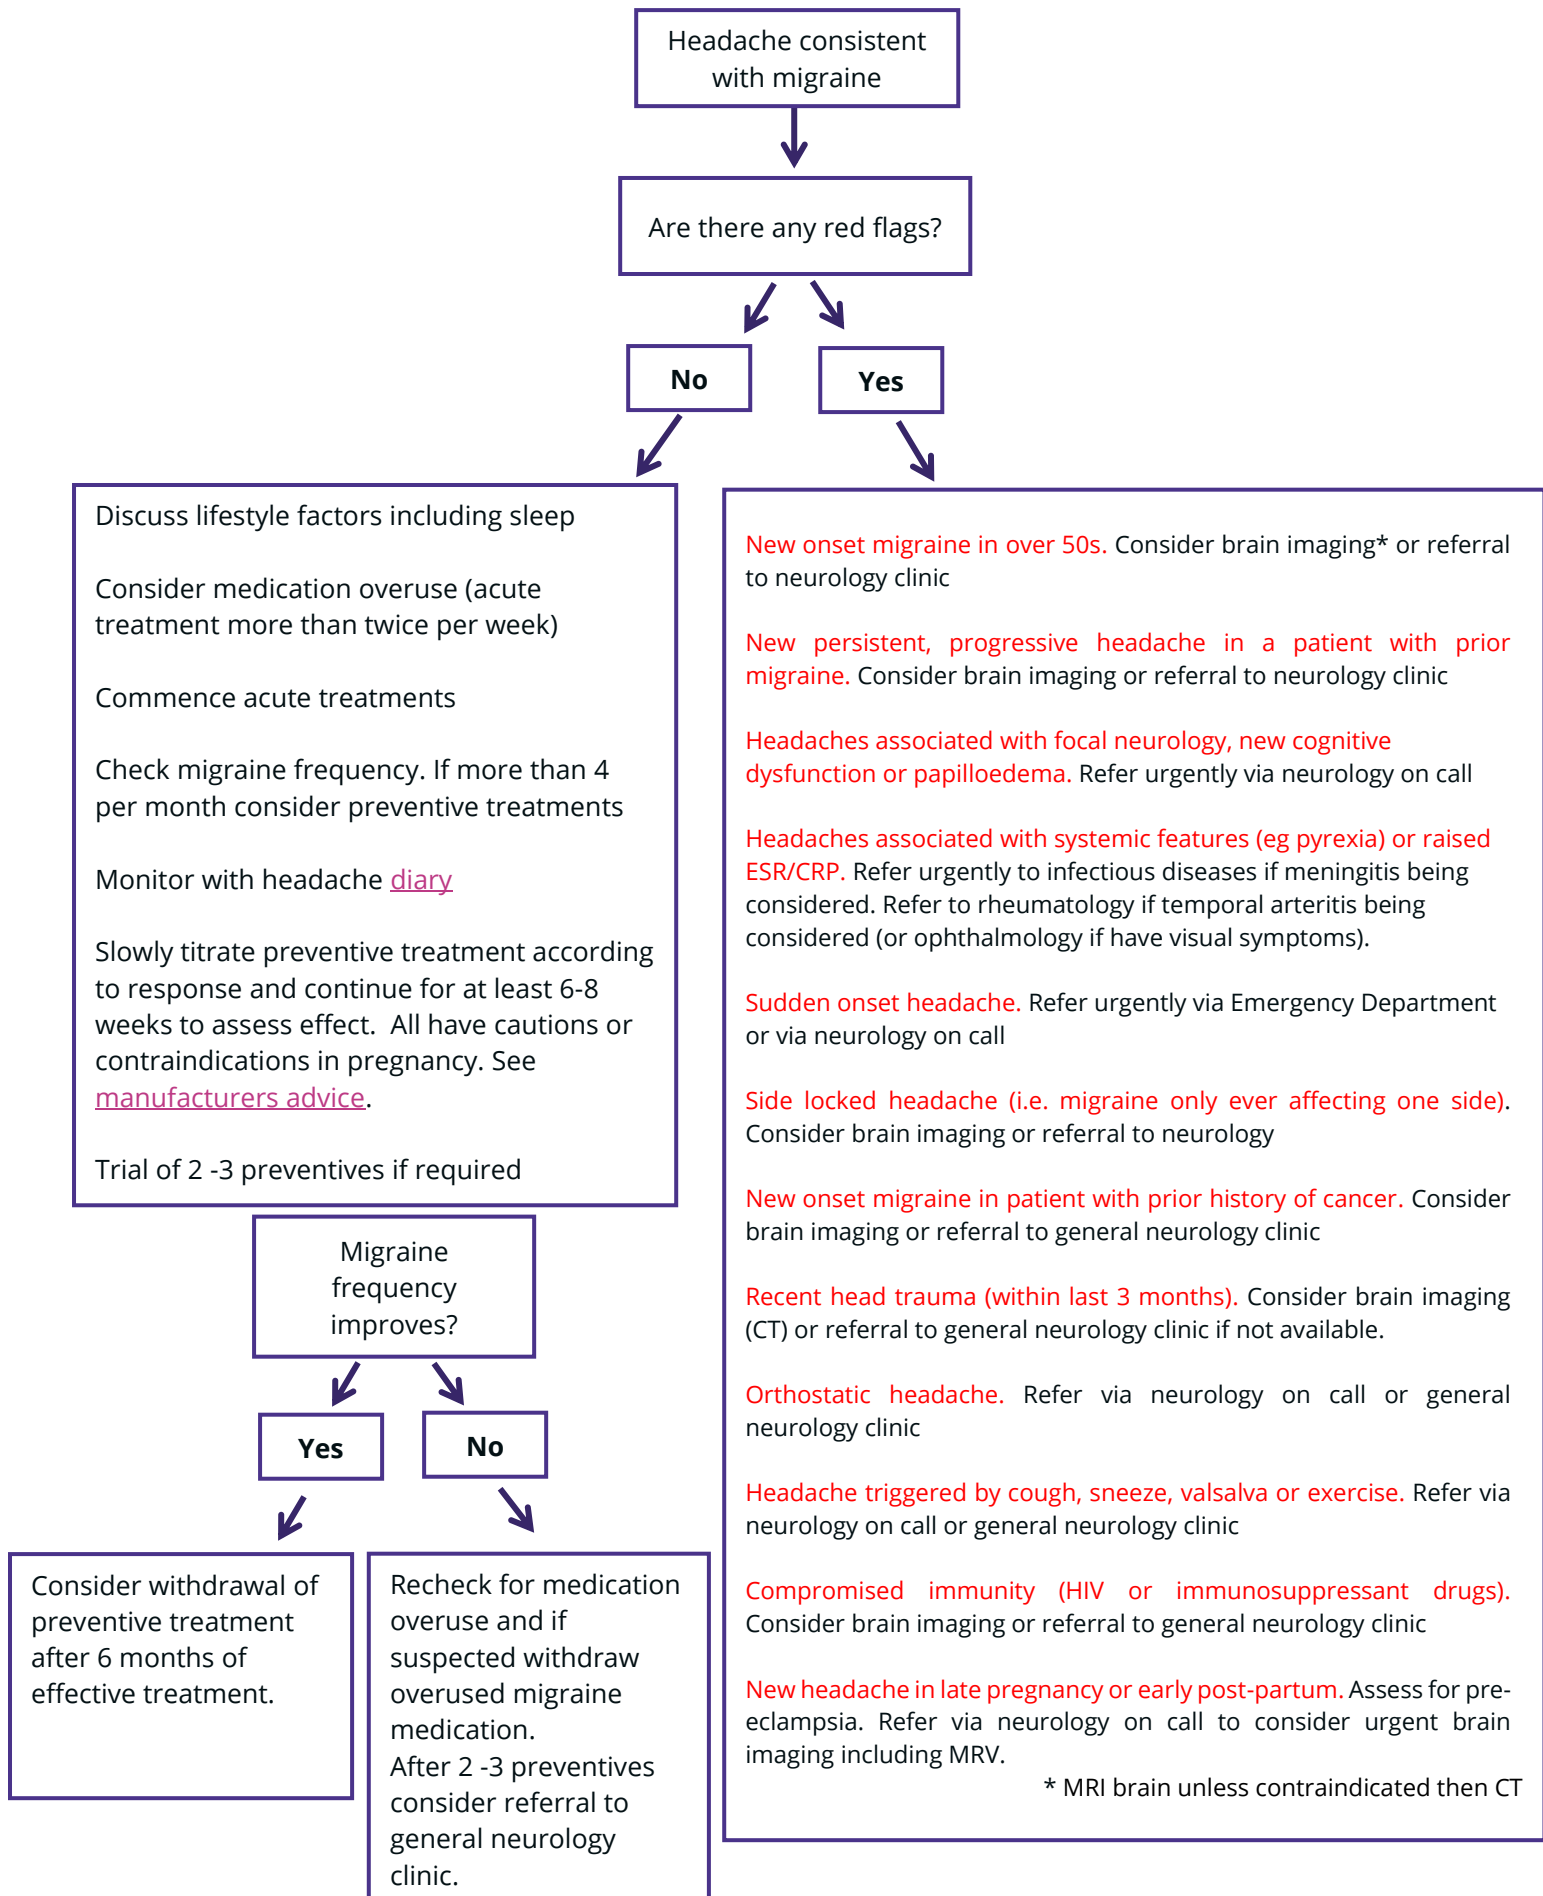 Headache consistent
with migraine
Are there any red flags?
No
Yes
Discuss lifestyle factors including sleep
Consider medication overuse (acute
treatment more than twice per week)
Commence acute treatments
Check migraine frequency. If more than 4
per month consider preventive treatments
Monitor with headache diary
Slowly titrate preventive treatment according
to response and continue for at least 6-8
weeks to assess effect.  All have cautions or
contraindications in pregnancy. See
manufacturers advice.
Trial of 2 -3 preventives if required
Migraine
frequency
improves?
Yes
No
Consider withdrawal of
preventive treatment
after 6 months of
effective treatment.
Recheck for medication
overuse and if
suspected withdraw
overused migraine
medication.
After 2 -3 preventives
consider referral to
general neurology
clinic.
New onset migraine in over 50s. Consider brain imaging* or referral
to neurology clinic
New persistent, progressive headache in a patient with prior
migraine. Consider brain imaging or referral to neurology clinic
Headaches associated with focal neurology, new cognitive
dysfunction or papilloedema. Refer urgently via neurology on call
Headaches associated with systemic features (eg pyrexia) or raised
ESR/CRP. Refer urgently to infectious diseases if meningitis being
considered. Refer to rheumatology if temporal arteritis being
considered (or ophthalmology if have visual symptoms).
Sudden onset headache. Refer urgently via Emergency Department
or via neurology on call
Side locked headache (i.e. migraine only ever affecting one side).
Consider brain imaging or referral to neurology
New onset migraine in patient with prior history of cancer. Consider
brain imaging or referral to general neurology clinic
Recent head trauma (within last 3 months). Consider brain imaging
(CT) or referral to general neurology clinic if not available.
Orthostatic headache. Refer via neurology on call or general
neurology clinic
Headache triggered by cough, sneeze, valsalva or exercise. Refer via
neurology on call or general neurology clinic
Compromised immunity (HIV or immunosuppressant drugs).
Consider brain imaging or referral to general neurology clinic
New headache in late pregnancy or early post-partum. Assess for pre-
eclampsia. Refer via neurology on call to consider urgent brain
imaging including MRV.
* MRI brain unless contraindicated then CT